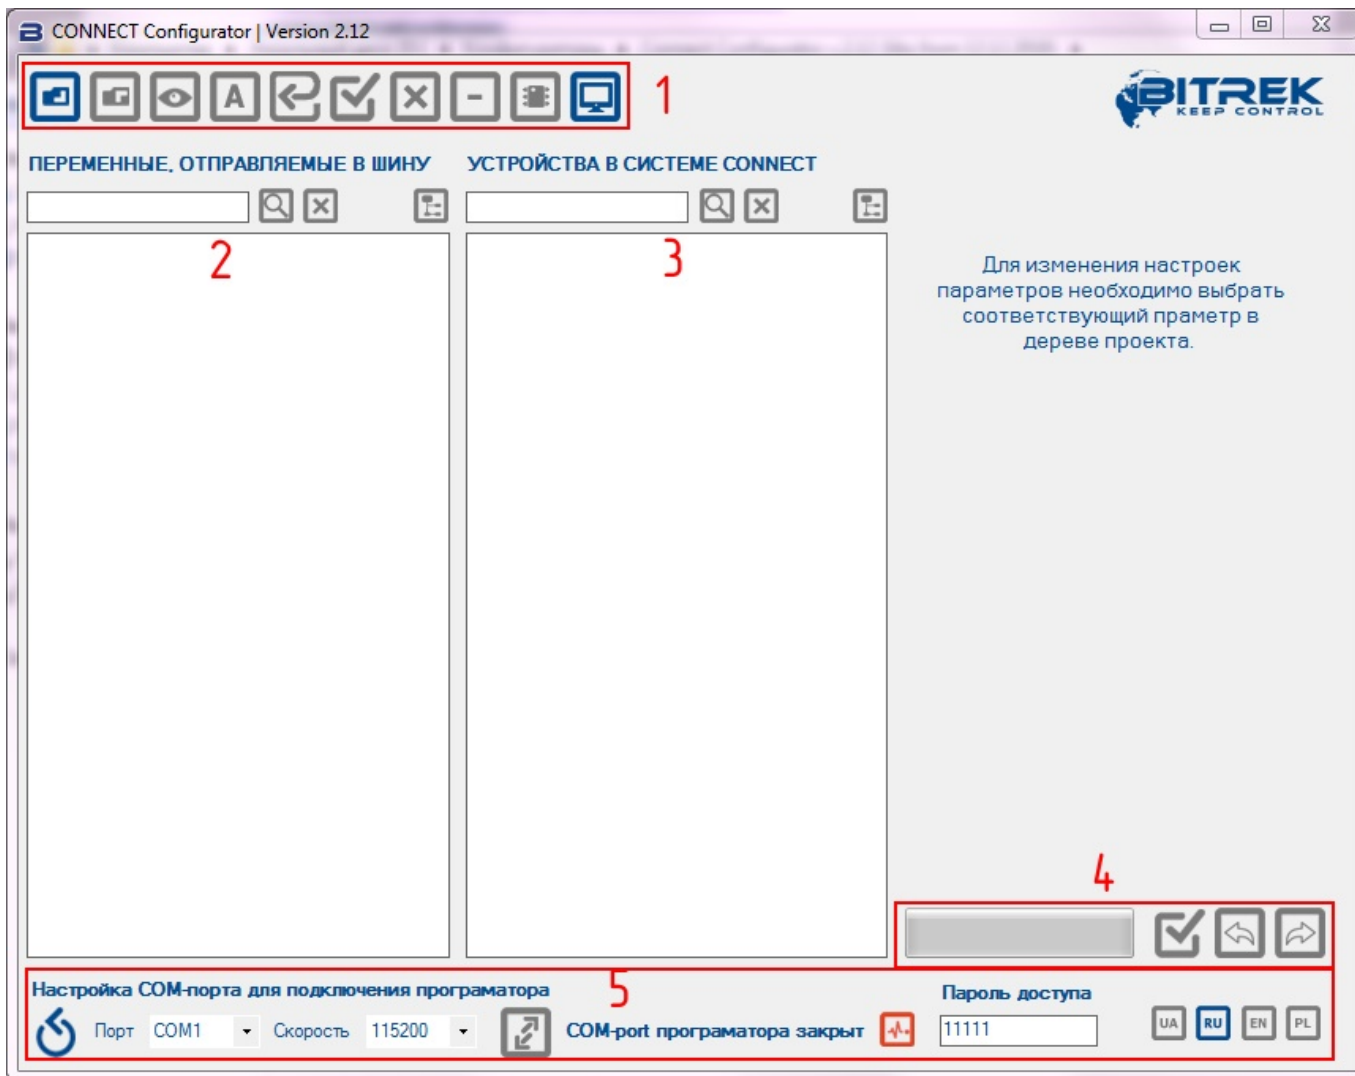 CONNECT Configurator | Version 2.12
A
1
BITREK
KEEP CONTROL
ПЕРЕМЕННЫЕ, ОТПРАВЛЯЕМЫЕ В ШИНУ
УСТРОЙСТВА В СИСТЕМЕ CONNECT
2
3
Для изменения настроек
параметров необходимо выбрать
соответствующий праметр в
дереве проекта.
4
5
Настройка COM-порта для подключения програматора
Порт COM1 Скорость 115200
COM-port програматора закрыт
Пароль доступа
11111
UA RU EN PL